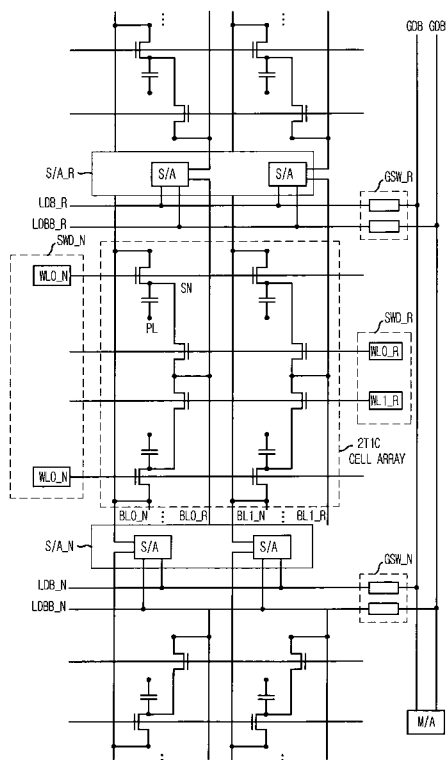 GDB GDB
GSW_R
S/A_R
S/A S/A
LDB_R
LDBB_R
SWD_N
WL0_N
SN
PL
SWD_R
WL0_R
WL1_R
2T1C
CELL ARRAY
WL0_N
BL0_N BL0_R BL1_N BL1_R
S/A_N
S/A S/A
GSW_N
LDB_N
LDBB_N
M/A